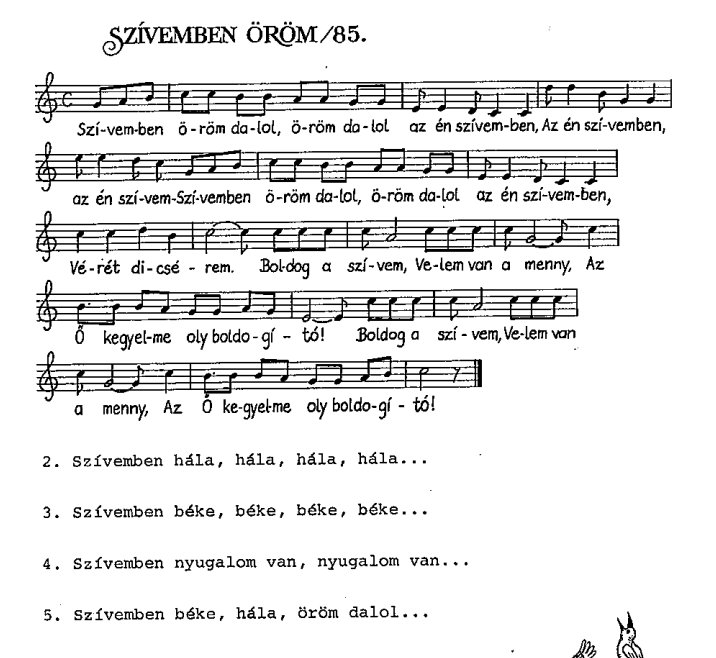 SZÍVEMBEN ÖRÖM/85.
Szí-vem-ben ö-röm da-lol, ö-röm da-lol az én szívem-ben, Az én szí-vemben,
az én szí-vem-Szí-vemben ö-röm da-lol, ö-röm da-lol az én szí-vem-ben,
Vé-rét di-csé-rem. Bol-dog a szí-vem, Ve-lem van a menny, Az
Ő kegyel-me oly boldo-gí-tó! Boldog a szí-vem, Ve-lem van
a menny, Az Ő ke-gyel-me oly boldo-gí-tó!
2. Szívemben hála, hála, hála, hála...
3. Szívemben béke, béke, béke, béke...
4. Szívemben nyugalom van, nyugalom van...
5. Szívemben béke, hála, öröm dalol...